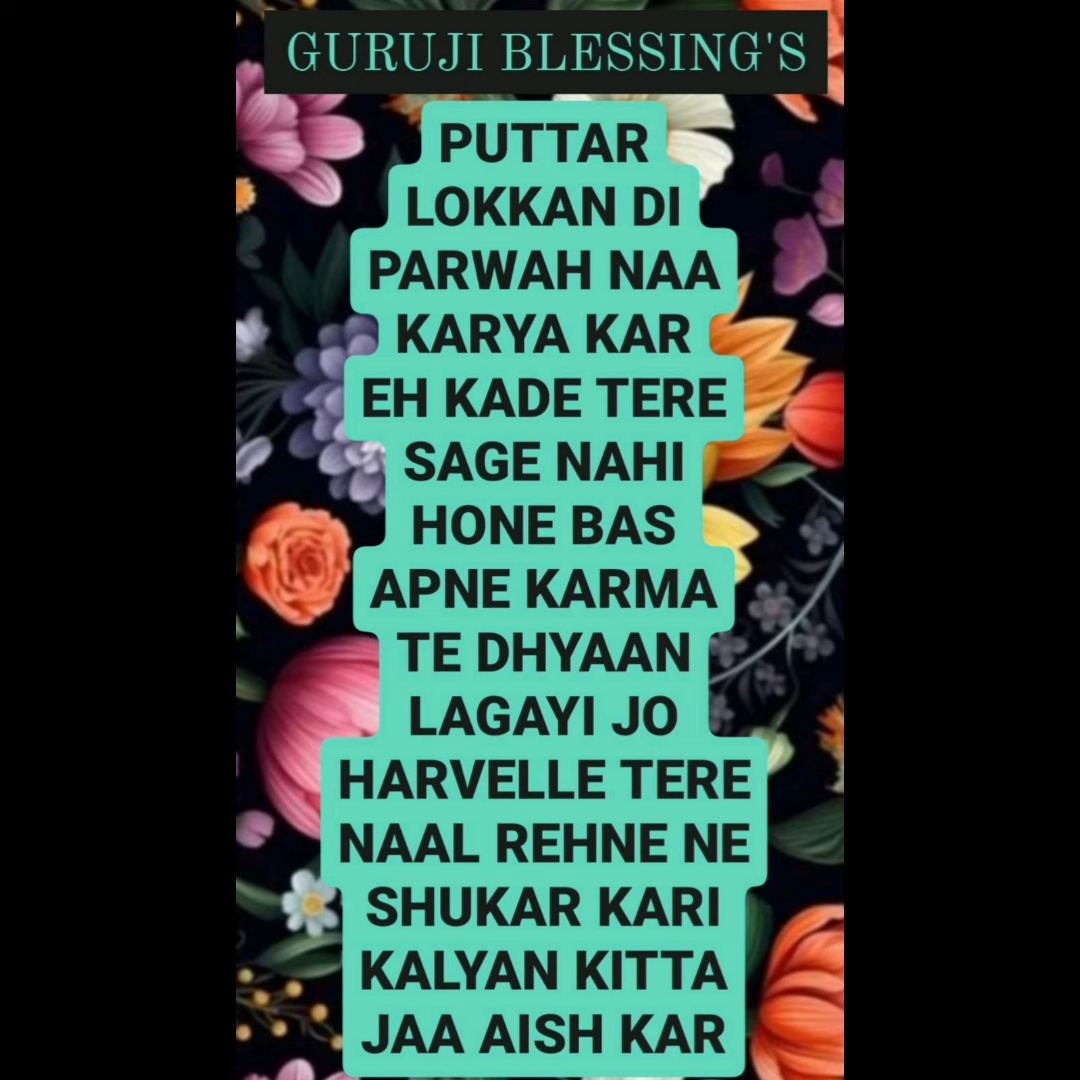 GURUJI BLESSING'S
PUTTAR
LOKKAN DI
PARWAH NAA
KARYA KAR
EH KADE TERE
SAGE NAHI
HONE BAS
APNE KARMA
TE DHYAAN
LAGAYI JO
HARVELLE TERE
NAAL REHNE NE
SHUKAR KARI
KALYAN KITTA
JAA AISH KAR